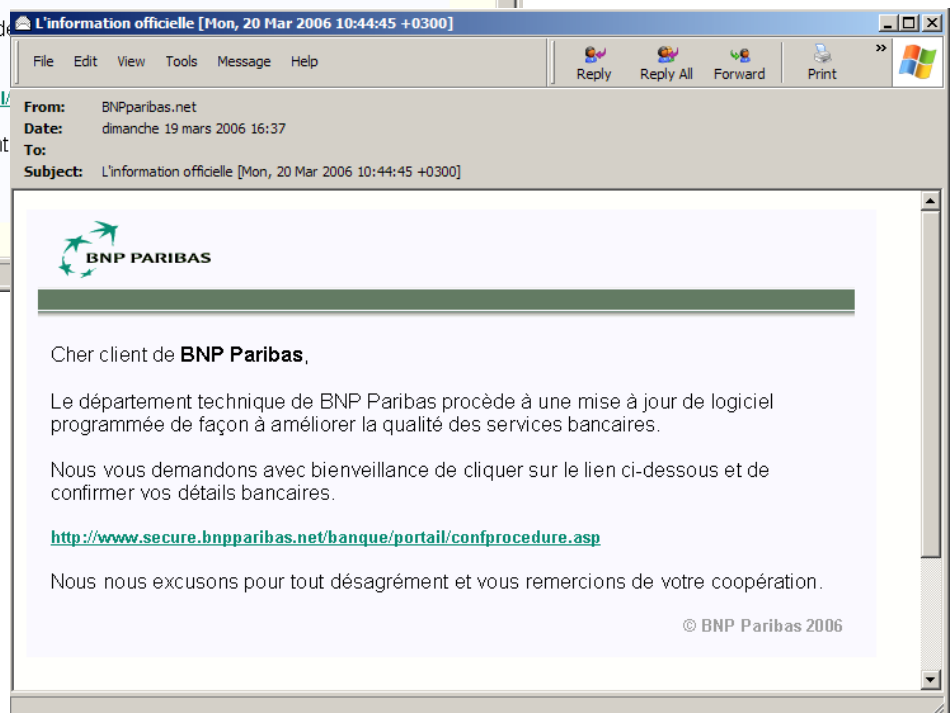 de
L'information officielle [Mon, 20 Mar 2006 10:44:45 +0300]
File Edit View Tools Message Help
Reply Reply All Forward Print »
From: BNPparibas.net
Date: dimanche 19 mars 2006 16:37
To:
Subject: L'information officielle [Mon, 20 Mar 2006 10:44:45 +0300]
BNP PARIBAS
Cher client de BNP Paribas,
Le département technique de BNP Paribas procède à une mise à jour de logiciel
programmée de façon à améliorer la qualité des services bancaires.
Nous vous demandons avec bienveillance de cliquer sur le lien ci-dessous et de
confirmer vos détails bancaires.
http://www.secure.bnpparibas.net/banque/portail/confprocedure.asp
Nous nous excusons pour tout désagrément et vous remercions de votre coopération.
© BNP Paribas 2006